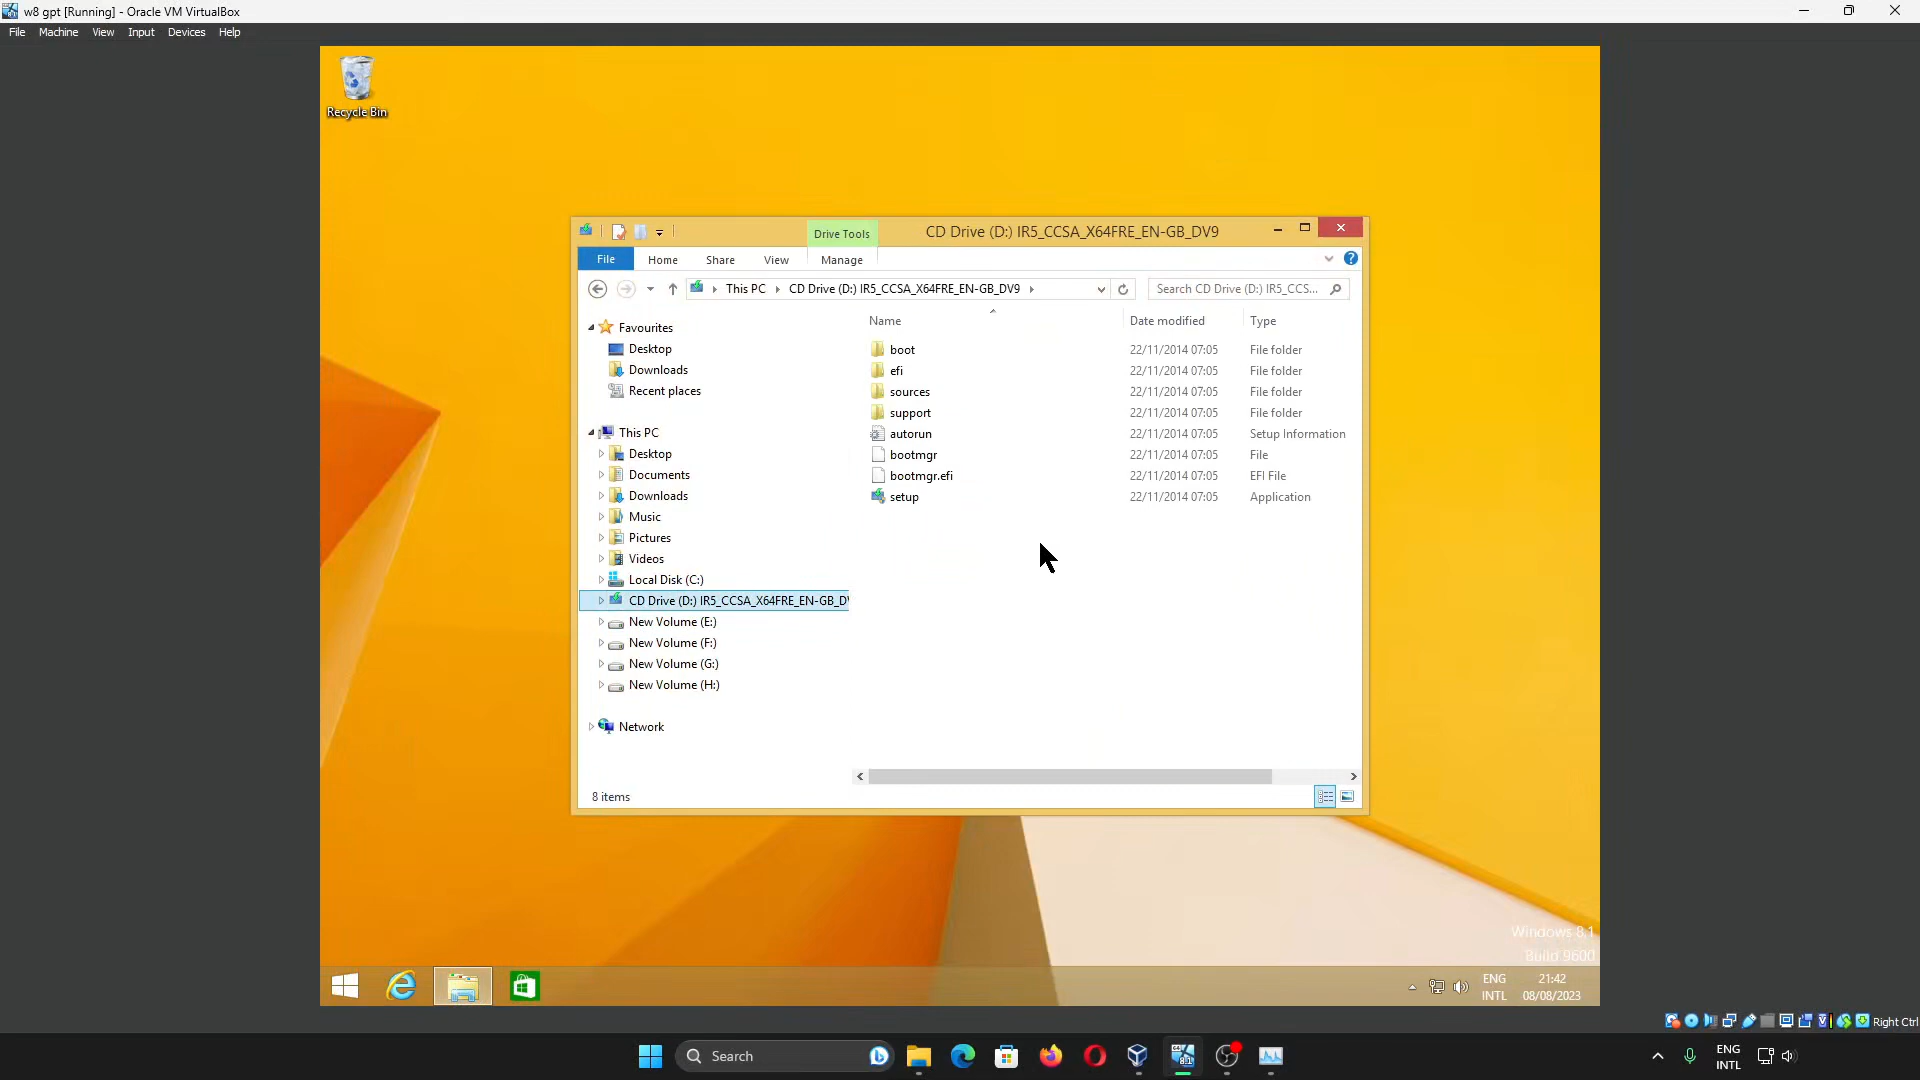 w8 gpt [Running] - Oracle VM VirtualBox
File Machine View Input Devices Help
Recycle Bin
Drive Tools
CD Drive (D:) IR5_CCSA_X64FRE_EN-GB_DV9
File Home Share View Manage
This PC CD Drive (D:) IR5_CCSA_X64FRE_EN-GB_DV9
Search CD Drive (D:) IR5_CCS...
Name Date modified Type
boot 22/11/2014 07:05 File folder
efi 22/11/2014 07:05 File folder
sources 22/11/2014 07:05 File folder
support 22/11/2014 07:05 File folder
autorun 22/11/2014 07:05 Setup Information
bootmgr 22/11/2014 07:05 File
bootmgr.efi 22/11/2014 07:05 EFI File
setup 22/11/2014 07:05 Application
Favourites
Desktop
Downloads
Recent places
This PC
Desktop
Documents
Downloads
Music
Pictures
Videos
Local Disk (C:)
CD Drive (D:) IR5_CCSA_X64FRE_EN-GB_D
New Volume (E:)
New Volume (F:)
New Volume (G:)
New Volume (H:)
Network
8 items
Windows 8.1
Build 9600
ENG
INTL
21:42
08/08/2023
Right Ctrl
Search
ENG
INTL